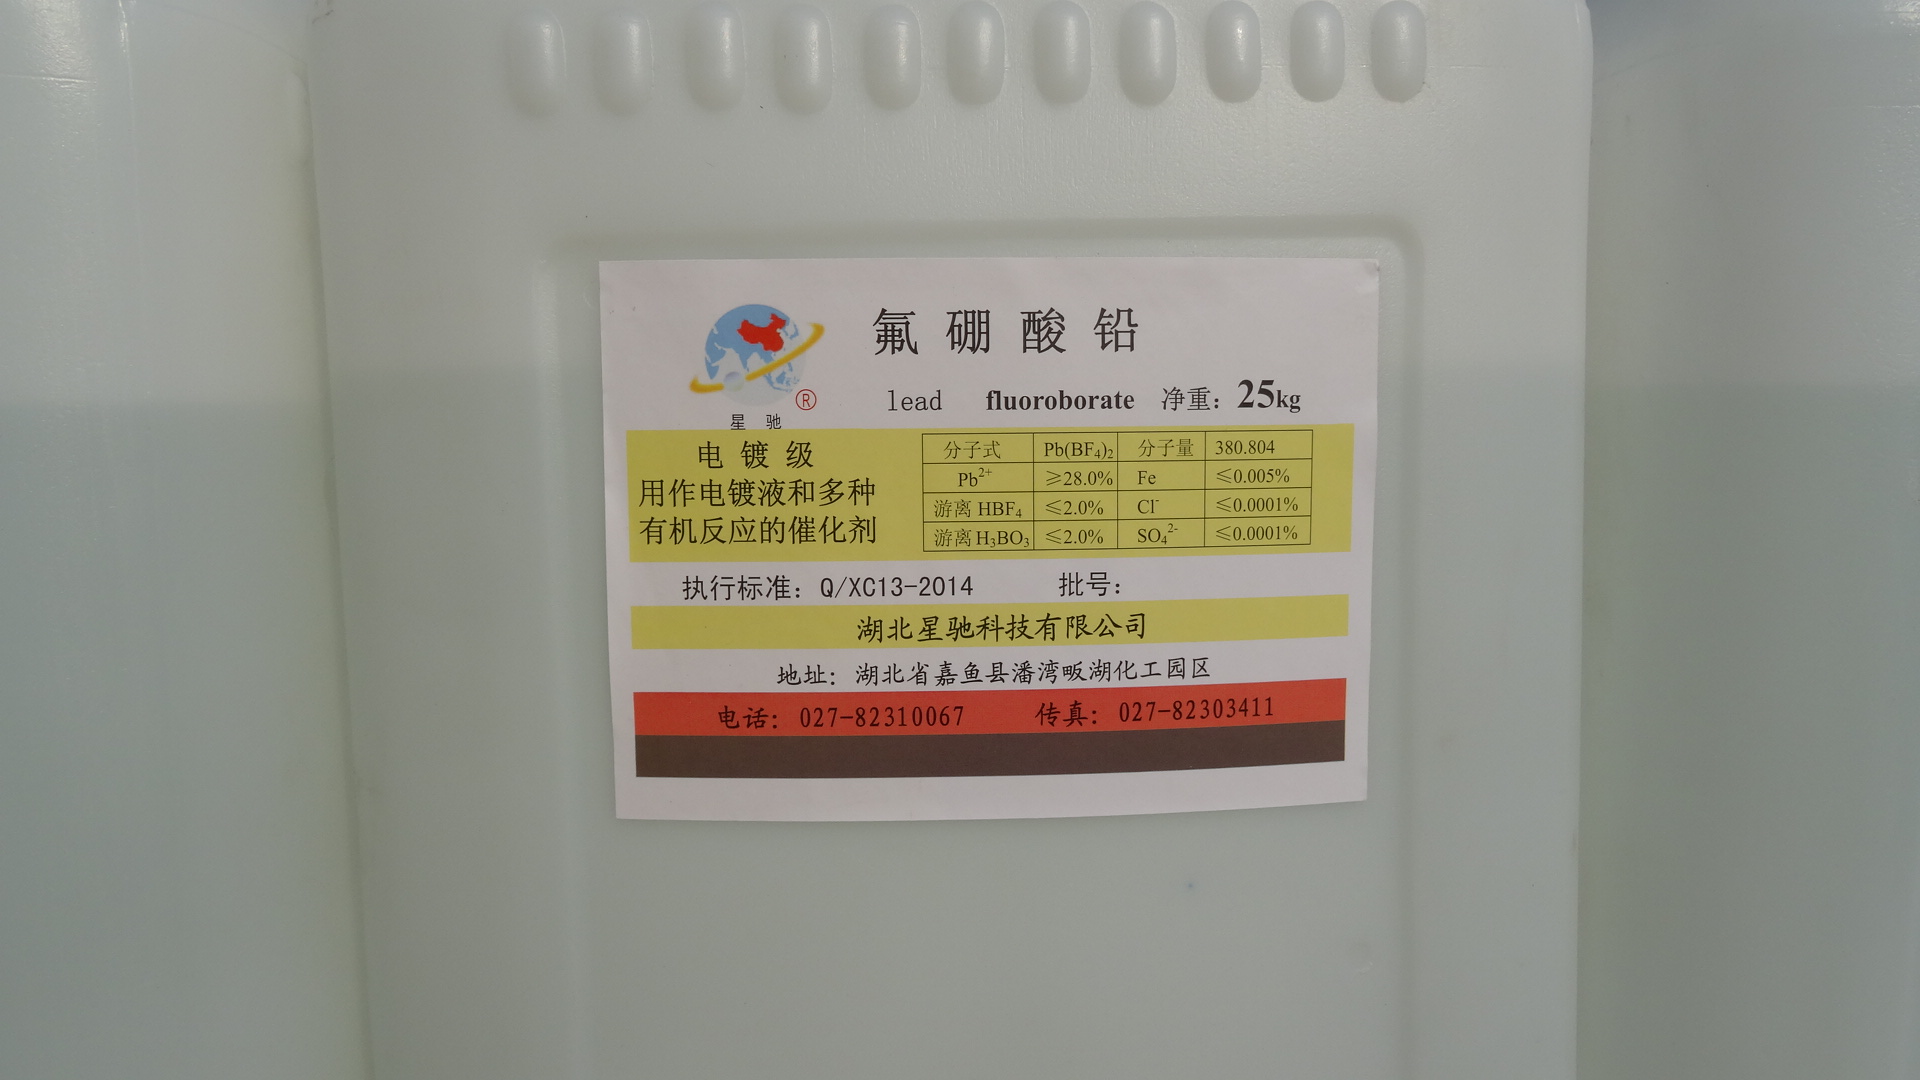 氟硼酸铅
lead fluoroborate 净重：25kg
®
星驰
电镀级
用作电镀液和多种
有机反应的催化剂
分子式 Pb(BF₄)₂ 分子量 380.804
Pb²⁺ ≥28.0% Fe ≤0.005%
游离 HBF₄ ≤2.0% Cl⁻ ≤0.0001%
游离 H₃BO₃ ≤2.0% SO₄²⁻ ≤0.0001%
执行标准：Q/XC13-2014 批号：
湖北星驰科技有限公司
地址：湖北省嘉鱼县潘湾畈湖化工园区
电话：027-82310067 传真：027-82303411